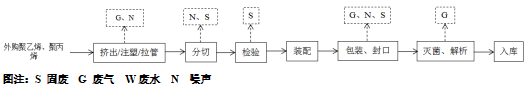 G、N
N、S
S
G、N、S
G
外购聚乙烯、聚丙
烯
挤出/注塑/拉管
分切
检验
装配
包装、封口
灭菌、解析
入库
图注：S 固废 G 废气 W废水 N 噪声